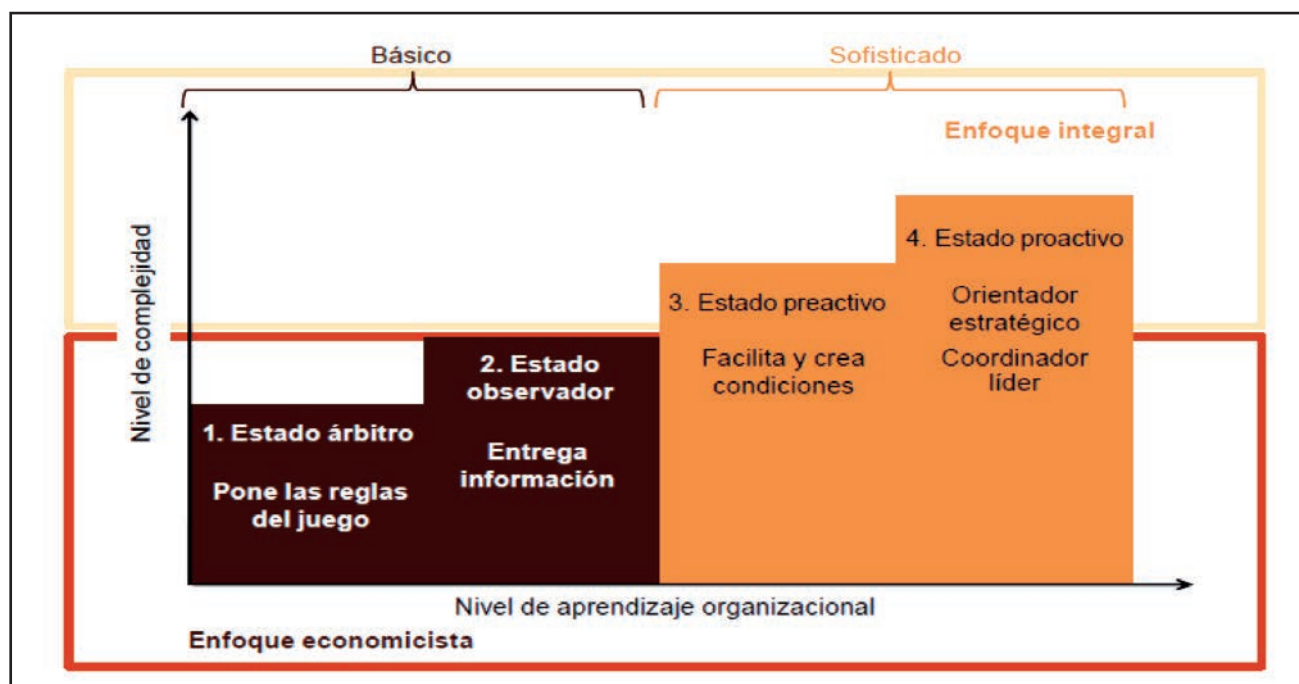 Básico
Sofisticado
Enfoque integral
Nivel de complejidad
1. Estado árbitro
Pone las reglas
del juego
2. Estado
observador
Entrega
información
3. Estado preactivo
Facilita y crea
condiciones
4. Estado proactivo
Orientador
estratégico
Coordinador
líder
Nivel de aprendizaje organizacional
Enfoque economicista